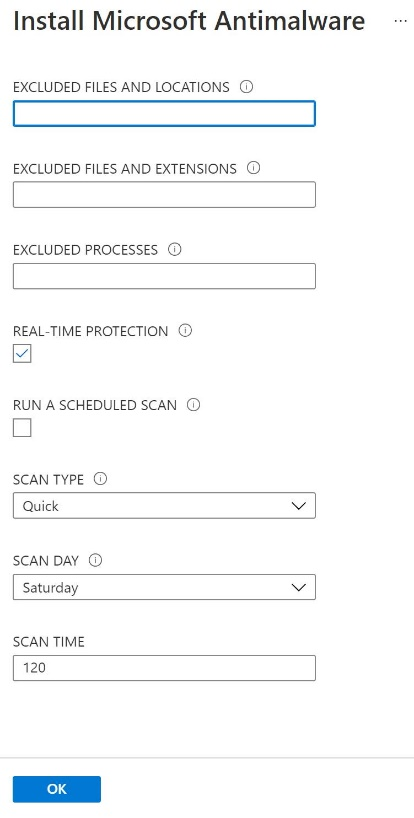 Install Microsoft Antimalware ...
EXCLUDED FILES AND LOCATIONS
EXCLUDED FILES AND EXTENSIONS
EXCLUDED PROCESSES
REAL-TIME PROTECTION
RUN A SCHEDULED SCAN
SCAN TYPE
Quick
SCAN DAY
Saturday
SCAN TIME
120
OK